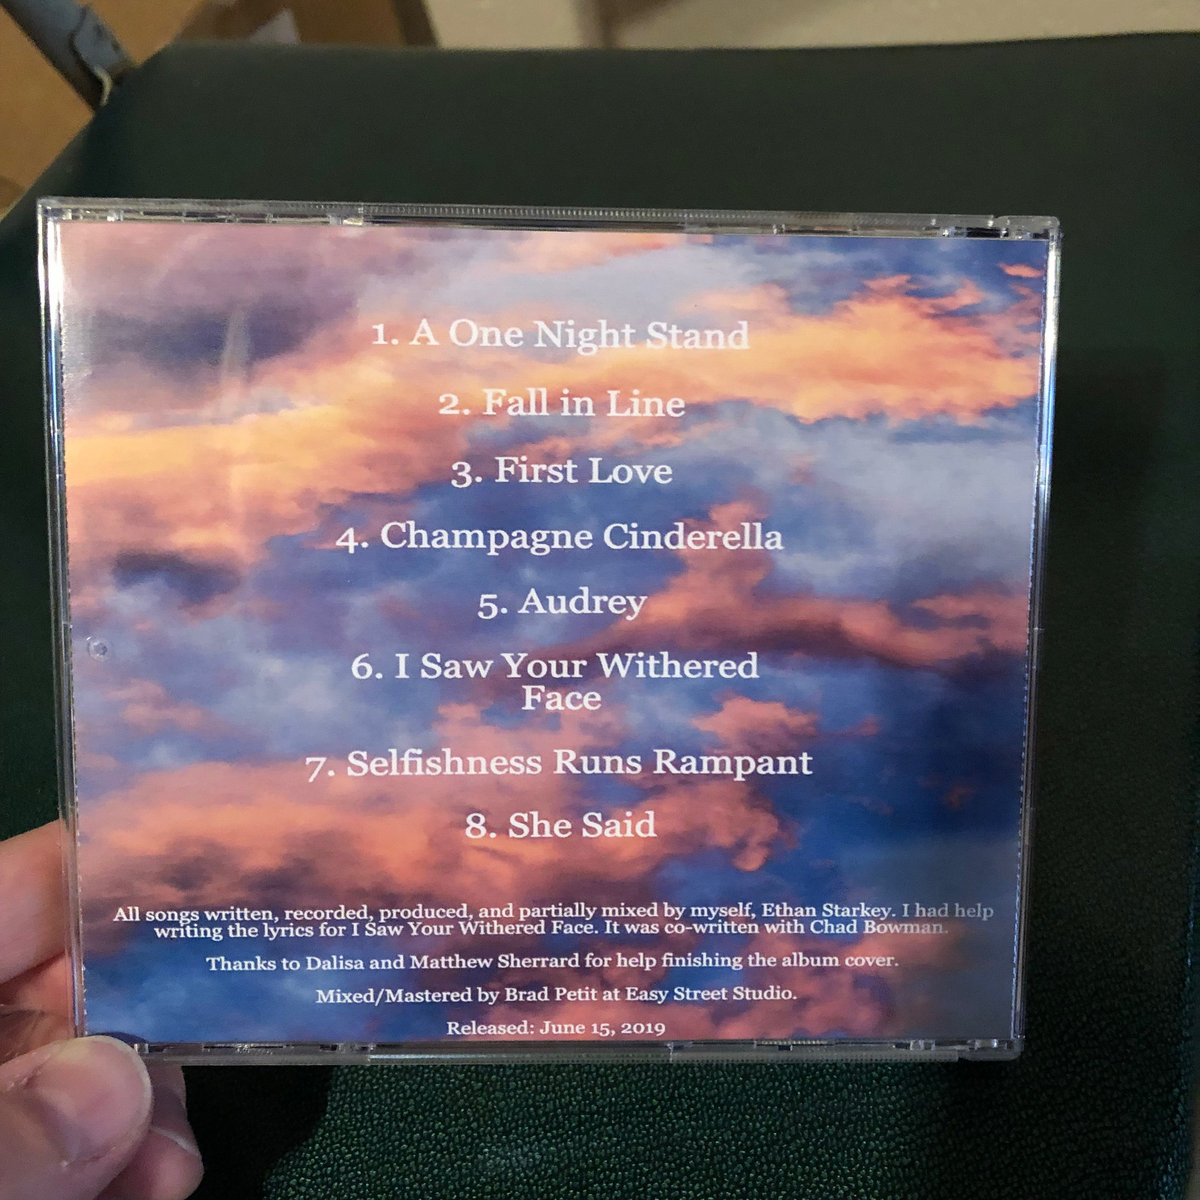 1. A One Night Stand
2. Fall in Line
3. First Love
4. Champagne Cinderella
5. Audrey
6. I Saw Your Withered
Face
7. Selfishness Runs Rampant
8. She Said
All songs written, recorded, produced, and partially mixed by myself, Ethan Starkey. I had help
writing the lyrics for I Saw Your Withered Face. It was co-written with Chad Bowman.
Thanks to Dalisa and Matthew Sherrard for help finishing the album cover.
Mixed/Mastered by Brad Petit at Easy Street Studio.
Released: June 15, 2019